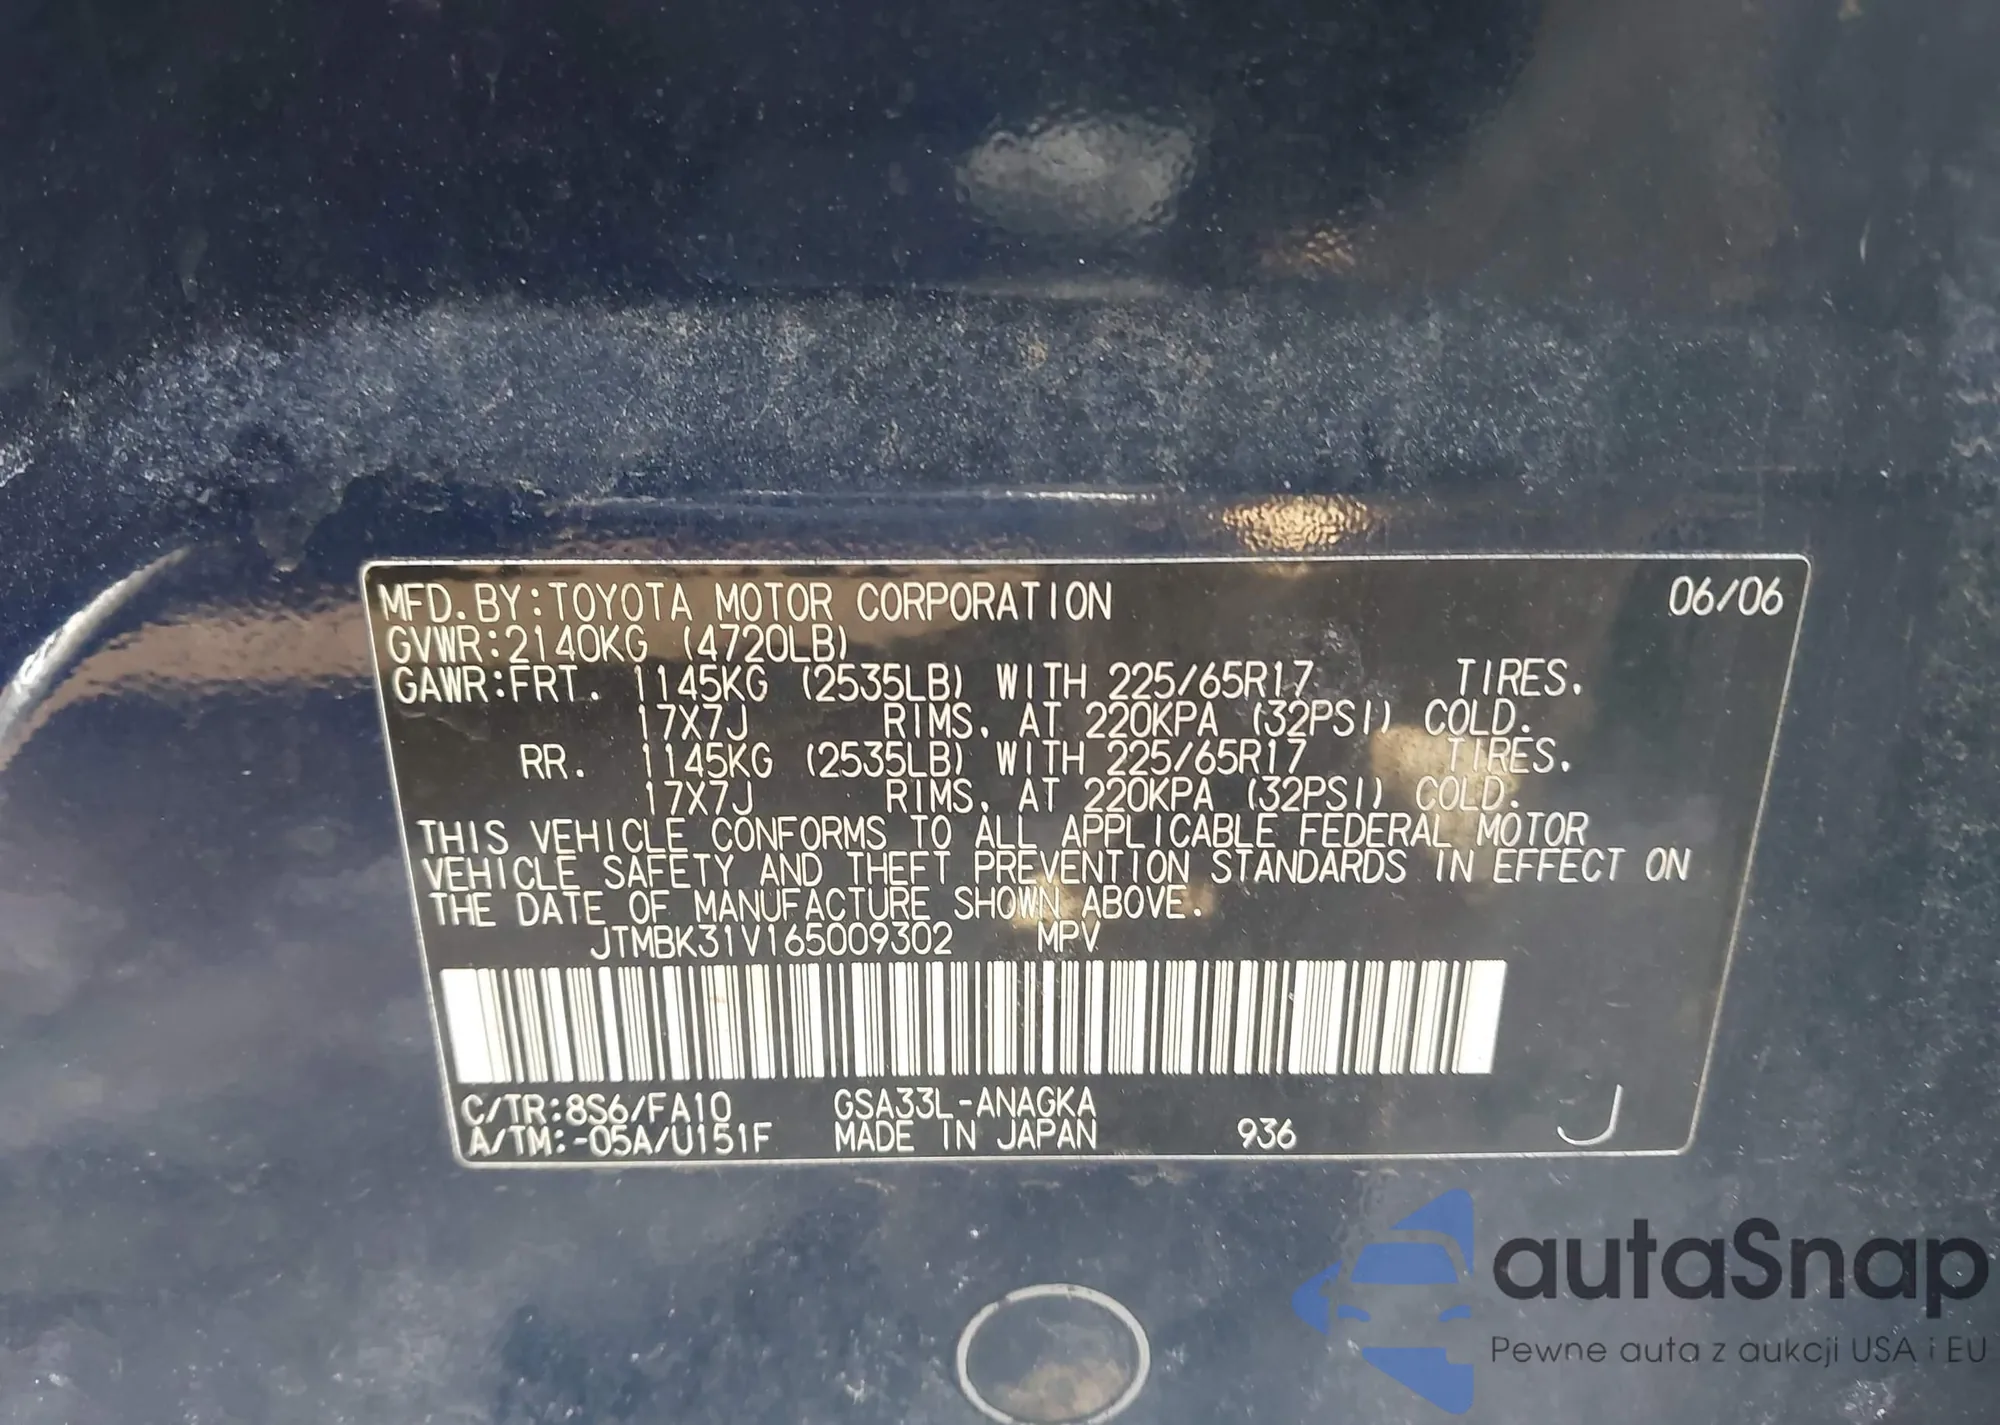 MFD.BY:TOYOTA MOTOR CORPORATION 06/06
GVWR:2140KG (4720LB)
GAWR:FRT. 1145KG (2535LB) WITH 225/65R17 TIRES.
17X7J RIMS, AT 220KPA (32PSI) COLD.
RR. 1145KG (2535LB) WITH 225/65R17 TIRES.
17X7J RIMS, AT 220KPA (32PSI) COLD.
THIS VEHICLE CONFORMS TO ALL APPLICABLE FEDERAL MOTOR
VEHICLE SAFETY AND THEFT PREVENTION STANDARDS IN EFFECT ON
THE DATE OF MANUFACTURE SHOWN ABOVE.
JTMBK31V165009302 MPV
C/TR:8S6/FA10 GSA33L-ANAGKA
A/TM:-05A/U151F MADE IN JAPAN 936 J
autaSnap
Pewne auta z aukcji USA i EU